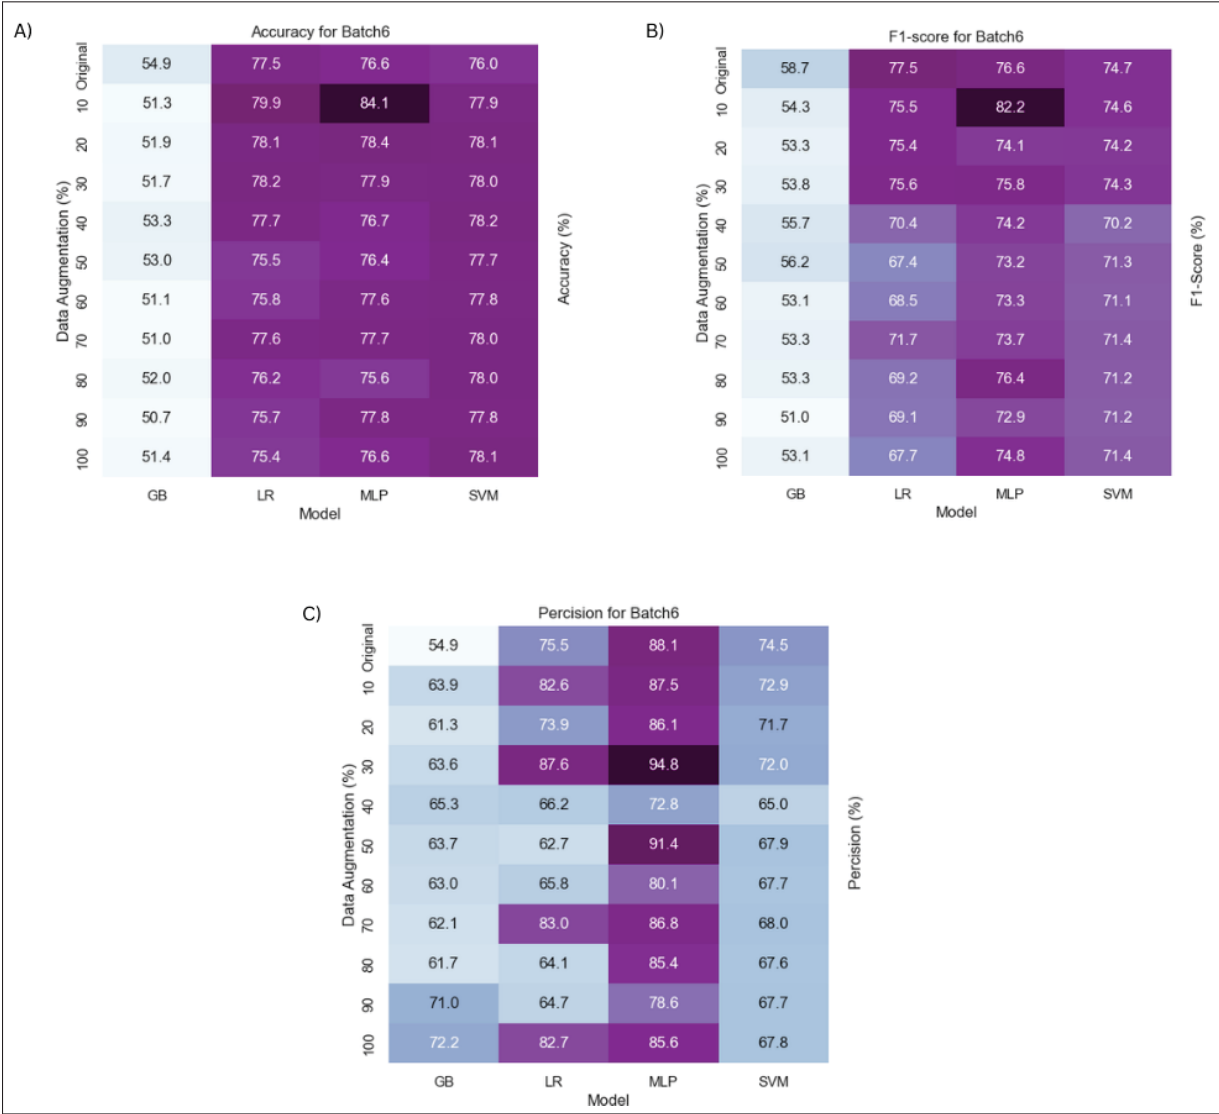 A)
Accuracy for Batch6
Data Augmentation (%)
Original 54.9 77.5 76.6 76.0
10 51.3 79.9 84.1 77.9
20 51.9 78.1 78.4 78.1
30 51.7 78.2 77.9 78.0
40 53.3 77.7 76.7 78.2
50 53.0 75.5 76.4 77.7
60 51.1 75.8 77.6 77.8
70 51.0 77.6 77.7 78.0
80 52.0 76.2 75.6 78.0
90 50.7 75.7 77.8 77.8
100 51.4 75.4 76.6 78.1
GB LR MLP SVM
Model
Accuracy (%)
B)
F1-score for Batch6
Data Augmentation (%)
Original 58.7 77.5 76.6 74.7
10 54.3 75.5 82.2 74.6
20 53.3 75.4 74.1 74.2
30 53.8 75.6 75.8 74.3
40 55.7 70.4 74.2 70.2
50 56.2 67.4 73.2 71.3
60 53.1 68.5 73.3 71.1
70 53.3 71.7 73.7 71.4
80 53.3 69.2 76.4 71.2
90 51.0 69.1 72.9 71.2
100 53.1 67.7 74.8 71.4
GB LR MLP SVM
Model
F1-Score (%)
C)
Percision for Batch6
Data Augmentation (%)
Original 54.9 75.5 88.1 74.5
10 63.9 82.6 87.5 72.9
20 61.3 73.9 86.1 71.7
30 63.6 87.6 94.8 72.0
40 65.3 66.2 72.8 65.0
50 63.7 62.7 91.4 67.9
60 63.0 65.8 80.1 67.7
70 62.1 83.0 86.8 68.0
80 61.7 64.1 85.4 67.6
90 71.0 64.7 78.6 67.7
100 72.2 82.7 85.6 67.8
GB LR MLP SVM
Model
Percision (%)